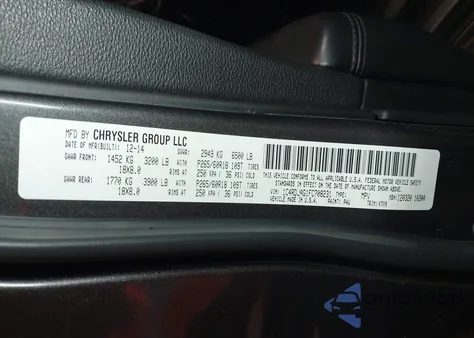 MFD BY CHRYSLER GROUP LLC
DATE OF MFR(BUILT): 12-14 GVWR: 2949 KG 6500 LB
GAWR FRONT: 1452 KG 3200 LB WITH P265/60R18 109T TIRES
18X8.0 RIMS AT 250 KPA 36 PSI COLD
GAWR REAR: 1770 KG 3900 LB WITH P265/60R18 109T TIRES
18X8.0 RIMS AT 250 KPA 36 PSI COLD
THIS VEHICLE CONFORMS TO ALL APPLICABLE U.S.A. FEDERAL MOTOR VEHICLE SAFETY
STANDARDS IN EFFECT ON THE DATE OF MANUFACTURE SHOWN ABOVE.
TYPE: MPV
VEHICLE MADE IN U.S.A. PAINT: PAU